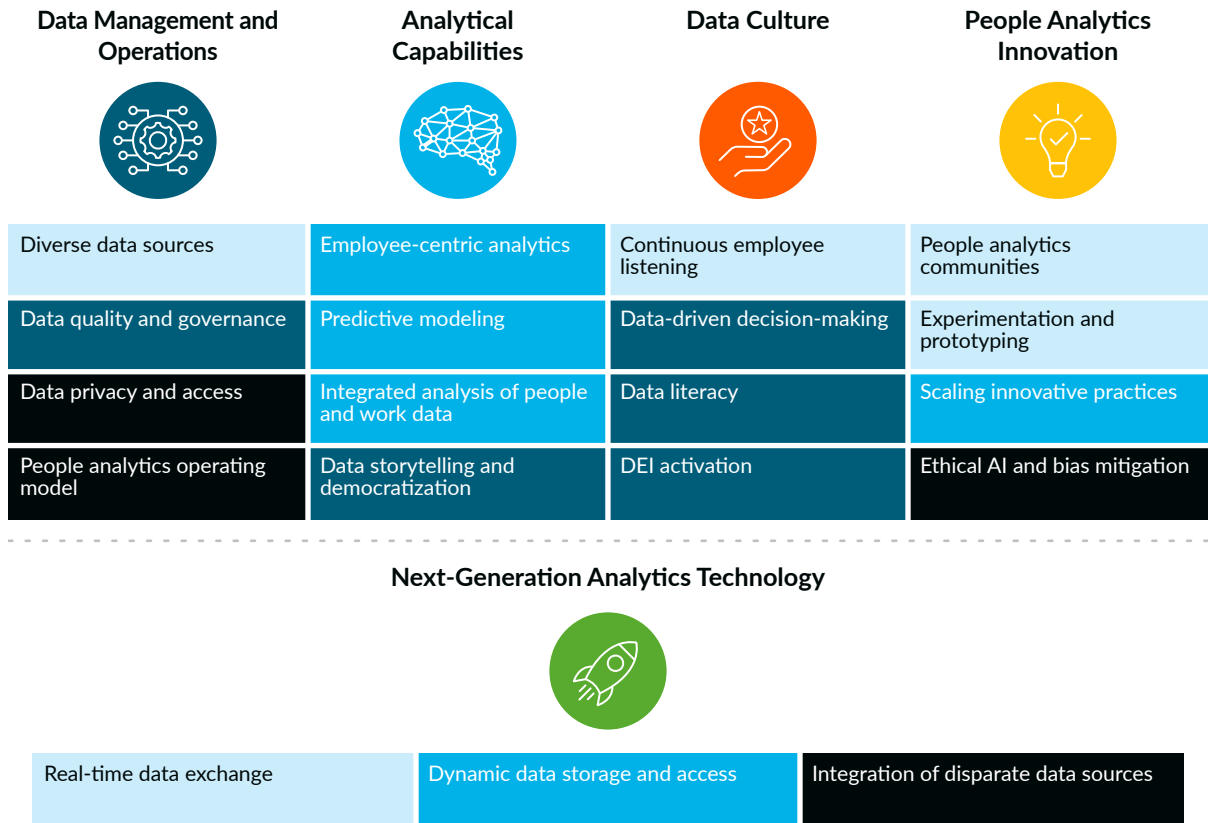 Data Management and
Operations
Analytical
Capabilities
Data Culture
People Analytics
Innovation
Diverse data sources
Employee-centric analytics
Continuous employee
listening
People analytics
communities
Data quality and governance
Predictive modeling
Data-driven decision-making
Experimentation and
prototyping
Data privacy and access
Integrated analysis of people
and work data
Data literacy
Scaling innovative practices
People analytics operating
model
Data storytelling and
democratization
DEI activation
Ethical AI and bias mitigation
Next-Generation Analytics Technology
Real-time data exchange
Dynamic data storage and access
Integration of disparate data sources